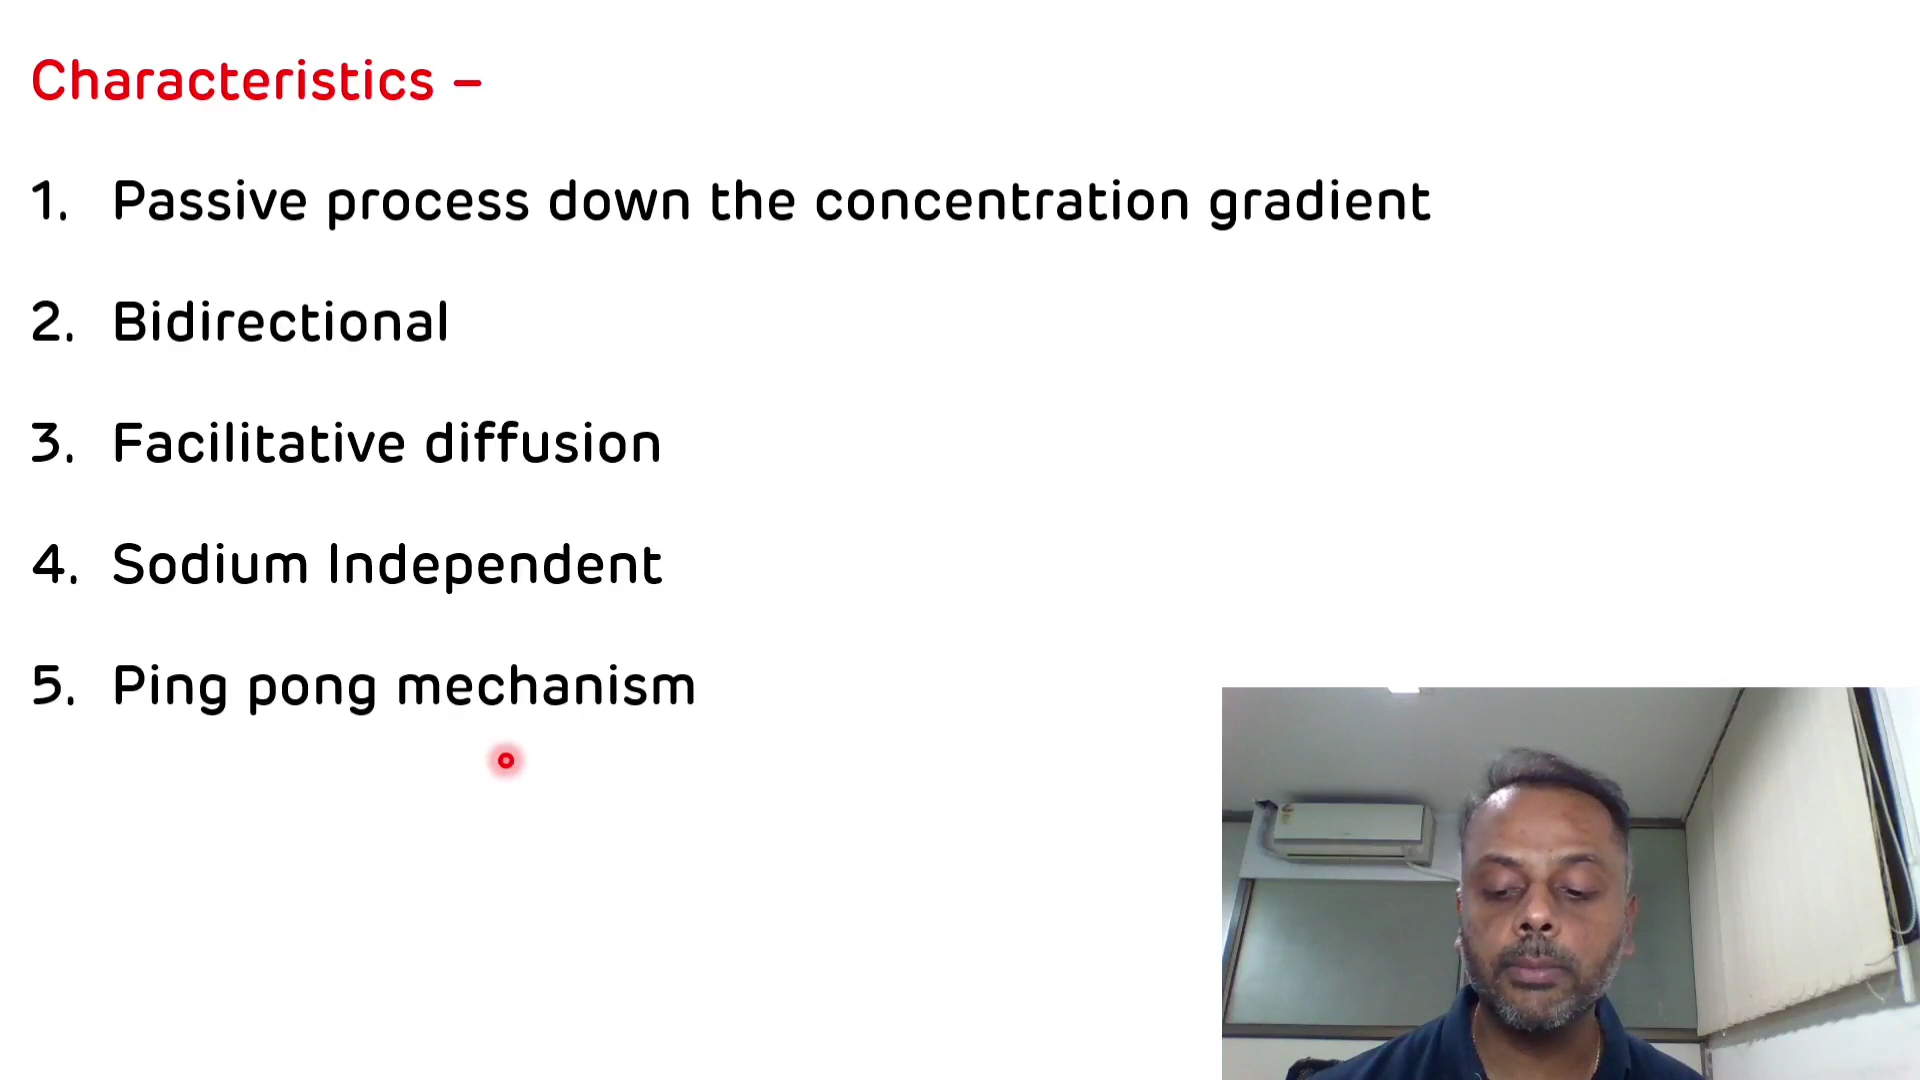 Characteristics –
1. Passive process down the concentration gradient
2. Bidirectional
3. Facilitative diffusion
4. Sodium Independent
5. Ping pong mechanism